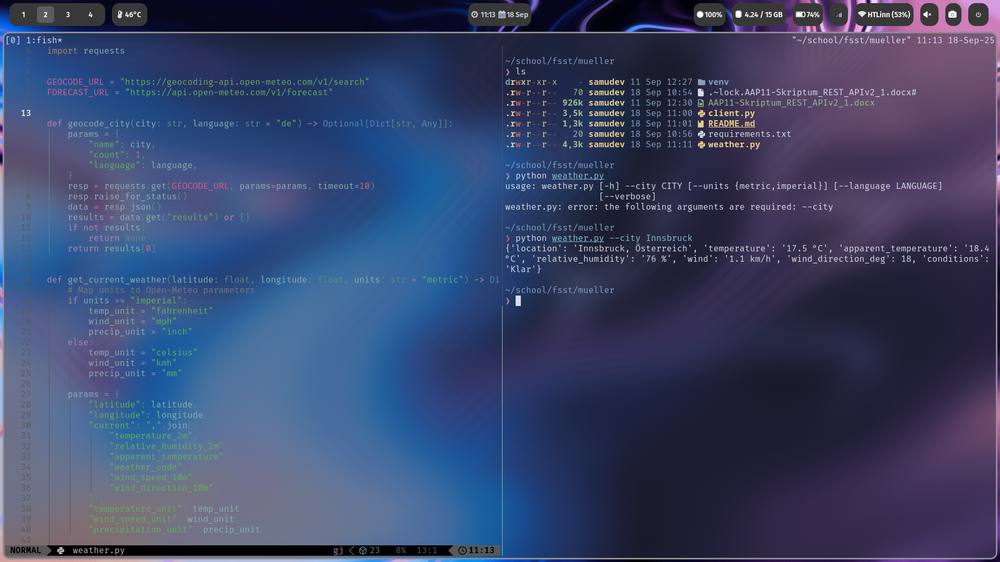 1 2 3 4 46°C 11:13 18 Sep 100% 4.24 / 15 GB 74% HTLinn (53%)
[0] 1:fish* "~/school/fsst/mueller" 11:13 18-Sep-25
6 import requests
5
4
3 GEOCODE_URL = "https://geocoding-api.open-meteo.com/v1/search"
2 FORECAST_URL = "https://api.open-meteo.com/v1/forecast"
13
def geocode_city(city: str, language: str = "de") -> Optional[Dict[str, Any]]:
params = {
"name": city,
"count": 1,
"language": language,
}
7 resp = requests.get(GEOCODE_URL, params=params, timeout=10)
8 resp.raise_for_status()
9 data = resp.json()
10 results = data.get("results") or []
11 if not results:
12 return None
13 return results[0]
14
15
16 def get_current_weather(latitude: float, longitude: float, units: str = "metric") -> Di
17 # Map units to Open-Meteo parameters
18 if units == "imperial":
19 temp_unit = "fahrenheit"
20 wind_unit = "mph"
21 precip_unit = "inch"
22 else:
23 temp_unit = "celsius"
24 wind_unit = "kmh"
25 precip_unit = "mm"
26
27 params = {
28 "latitude": latitude,
29 "longitude": longitude,
30 "current": ",".join([
31 "temperature_2m",
32 "relative_humidity_2m",
33 "apparent_temperature",
34 "weather_code",
35 "wind_speed_10m",
36 "wind_direction_10m",
37 ]),
38 "temperature_unit": temp_unit,
39 "wind_speed_unit": wind_unit,
40 "precipitation_unit": precip_unit,
41 }
NORMAL weather.py gj 23 8% 13:1 11:13
~/school/fsst/mueller
❯ ls
drwxr-xr-x - samudev 11 Sep 12:27 venv
.rw-r--r-- 70 samudev 18 Sep 10:54 .~lock.AAP11-Skriptum_REST_APIv2_1.docx#
.rw-r--r-- 926k samudev 11 Sep 12:30 AAP11-Skriptum_REST_APIv2_1.docx
.rw-r--r-- 3,5k samudev 18 Sep 11:00 client.py
.rw-r--r-- 1,3k samudev 18 Sep 11:01 README.md
.rw-r--r-- 20 samudev 18 Sep 10:56 requirements.txt
.rw-r--r-- 4,3k samudev 18 Sep 11:11 weather.py
~/school/fsst/mueller
❯ python weather.py
usage: weather.py [-h] --city CITY [--units {metric,imperial}] [--language LANGUAGE]
[--verbose]
weather.py: error: the following arguments are required: --city
~/school/fsst/mueller
❯ python weather.py --city Innsbruck
{'location': 'Innsbruck, Österreich', 'temperature': '17.5 °C', 'apparent_temperature': '18.4
°C', 'relative_humidity': '76 %', 'wind': '1.1 km/h', 'wind_direction_deg': 18, 'conditions':
'Klar'}
~/school/fsst/mueller
❯